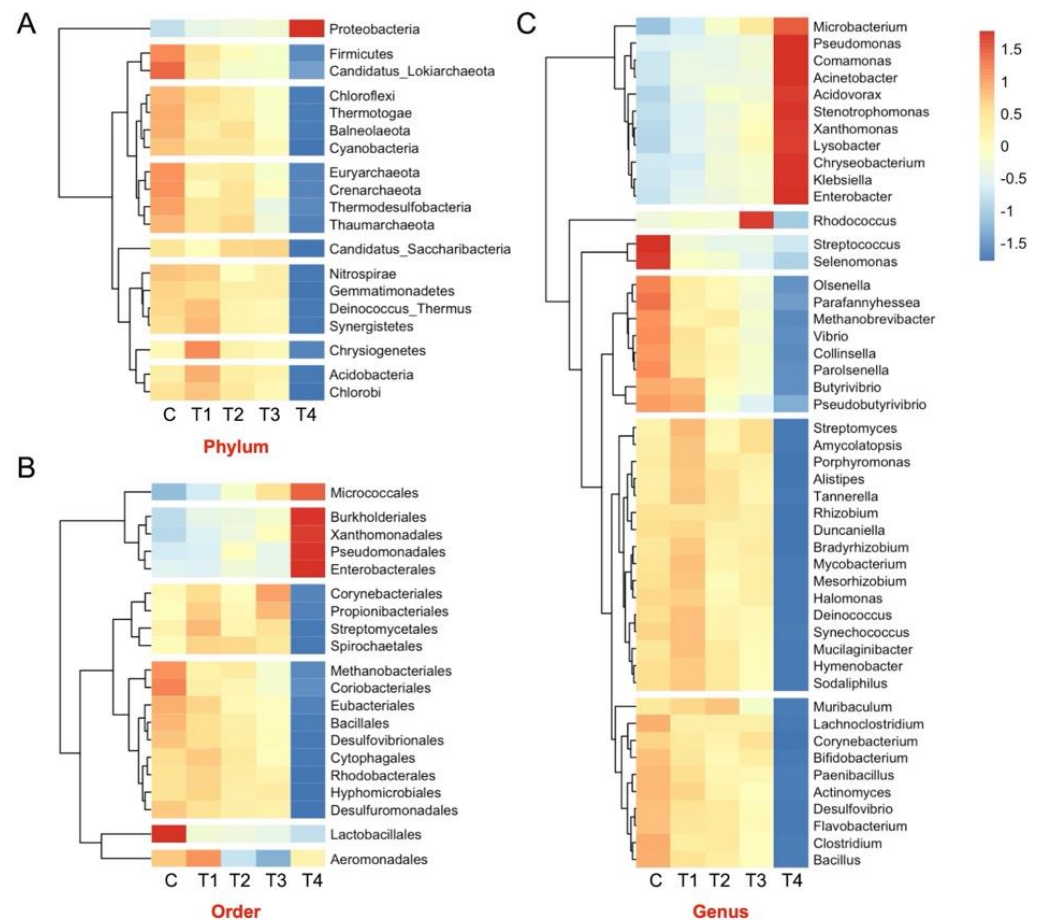 A
Proteobacteria
Firmicutes
Candidatus_Lokiarchaeota
Chloroflexi
Thermotogae
Balneolaeota
Cyanobacteria
Euryarchaeota
Crenarchaeota
Thermodesulfobacteria
Thaumarchaeota
Candidatus_Saccharibacteria
Nitrospirae
Gemmatimonadetes
Deinococcus_Thermus
Synergistetes
Chrysiogenetes
Acidobacteria
Chlorobi
C T1 T2 T3 T4
Phylum
B
Micrococcales
Burkholderiales
Xanthomonadales
Pseudomonadales
Enterobacterales
Corynebacteriales
Propionibacteriales
Streptomycetales
Spirochaetales
Methanobacteriales
Coriobacteriales
Eubacteriales
Bacillales
Desulfovibrionales
Cytophagales
Rhodobacterales
Hyphomicrobiales
Desulfuromonadales
Lactobacillales
Aeromonadales
C T1 T2 T3 T4
Order
C
Microbacterium
Pseudomonas
Comamonas
Acinetobacter
Acidovorax
Stenotrophomonas
Xanthomonas
Lysobacter
Chryseobacterium
Klebsiella
Enterobacter
Rhodococcus
Streptococcus
Selenomonas
Olsenella
Parafannyhessea
Methanobrevibacter
Vibrio
Collinsella
Parolsenella
Butyrivibrio
Pseudobutyrivibrio
Streptomyces
Amycolatopsis
Porphyromonas
Alistipes
Tannerella
Rhizobium
Duncaniella
Bradyrhizobium
Mycobacterium
Mesorhizobium
Halomonas
Deinococcus
Synechococcus
Mucilaginibacter
Hymenobacter
Sodaliphilus
Muribaculum
Lachnoclostridium
Corynebacterium
Bifidobacterium
Paenibacillus
Actinomyces
Desulfovibrio
Flavobacterium
Clostridium
Bacillus
C T1 T2 T3 T4
Genus
1.5
1
0.5
0
-0.5
-1
-1.5